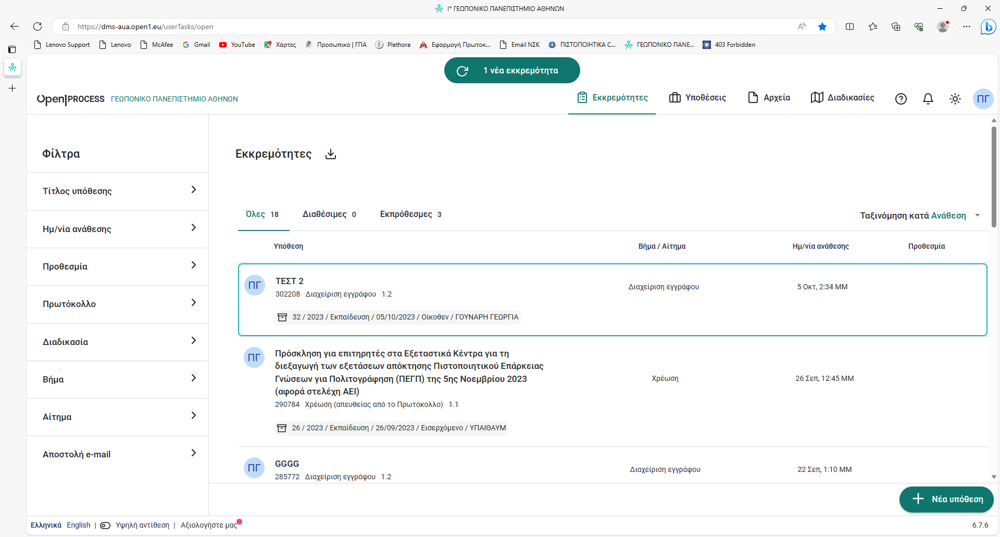 !* ΓΕΩΠΟΝΙΚΟ ΠΑΝΕΠΙΣΤΗΜΙΟ ΑΘΗΝΩΝ
https://dms-aua.open1.eu/userTasks/open
Lenovo Support Lenovo McAfee Gmail YouTube Χάρτες Προσωπικό | ΓΠΑ Plethora Εφαρμογή Πρωτοκ... Email ΝΣΚ ΠΙΣΤΟΠΟΙΗΤΙΚΑ C... ΓΕΩΠΟΝΙΚΟ ΠΑΝΕ... 403 Forbidden
1 νέα εκκρεμότητα
Open|PROCESS ΓΕΩΠΟΝΙΚΟ ΠΑΝΕΠΙΣΤΗΜΙΟ ΑΘΗΝΩΝ
Εκκρεμότητες Υποθέσεις Αρχεία Διαδικασίες ΠΓ
Φίλτρα
Τίτλος υπόθεσης
Ημ/νία ανάθεσης
Προθεσμία
Πρωτόκολλο
Διαδικασία
Βήμα
Αίτημα
Αποστολή e-mail
Εκκρεμότητες
Όλες 18 Διαθέσιμες 0 Εκπρόθεσμες 3
Ταξινόμηση κατά Ανάθεση
Υπόθεση Βήμα / Αίτημα Ημ/νία ανάθεσης Προθεσμία
ΠΓ
ΤΕΣΤ 2
302208 Διαχείριση εγγράφου 1.2
32 / 2023 / Εκπαίδευση / 05/10/2023 / Οίκοθεν / ΓΟΥΝΑΡΗ ΓΕΩΡΓΙΑ
Διαχείριση εγγράφου
5 Οκτ, 2:34 ΜΜ
ΠΓ
Πρόσκληση για επιτηρητές στα Εξεταστικά Κέντρα για τη
διεξαγωγή των εξετάσεων απόκτησης Πιστοποιητικού Επάρκειας
Γνώσεων για Πολιτογράφηση (ΠΕΓΠ) της 5ης Νοεμβρίου 2023
(αφορά στελέχη ΑΕΙ)
290784 Χρέωση (απευθείας από το Πρωτόκολλο) 1.1
26 / 2023 / Εκπαίδευση / 26/09/2023 / Εισερχόμενο / ΥΠΑΙΘΑΥΜ
Χρέωση
26 Σεπ, 12:45 ΜΜ
ΠΓ
GGGG
285772 Διαχείριση εγγράφου 1.2
Διαχείριση εγγράφου
22 Σεπ, 1:10 ΜΜ
Νέα υπόθεση
Ελληνικά English | Υψηλή αντίθεση | Αξιολογήστε μας
6.7.6